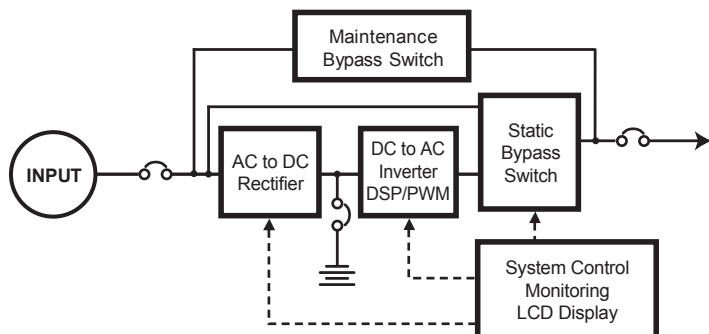 Maintenance
Bypass Switch
INPUT
AC to DC
Rectifier
DC to AC
Inverter
DSP/PWM
Static
Bypass
Switch
System Control
Monitoring
LCD Display